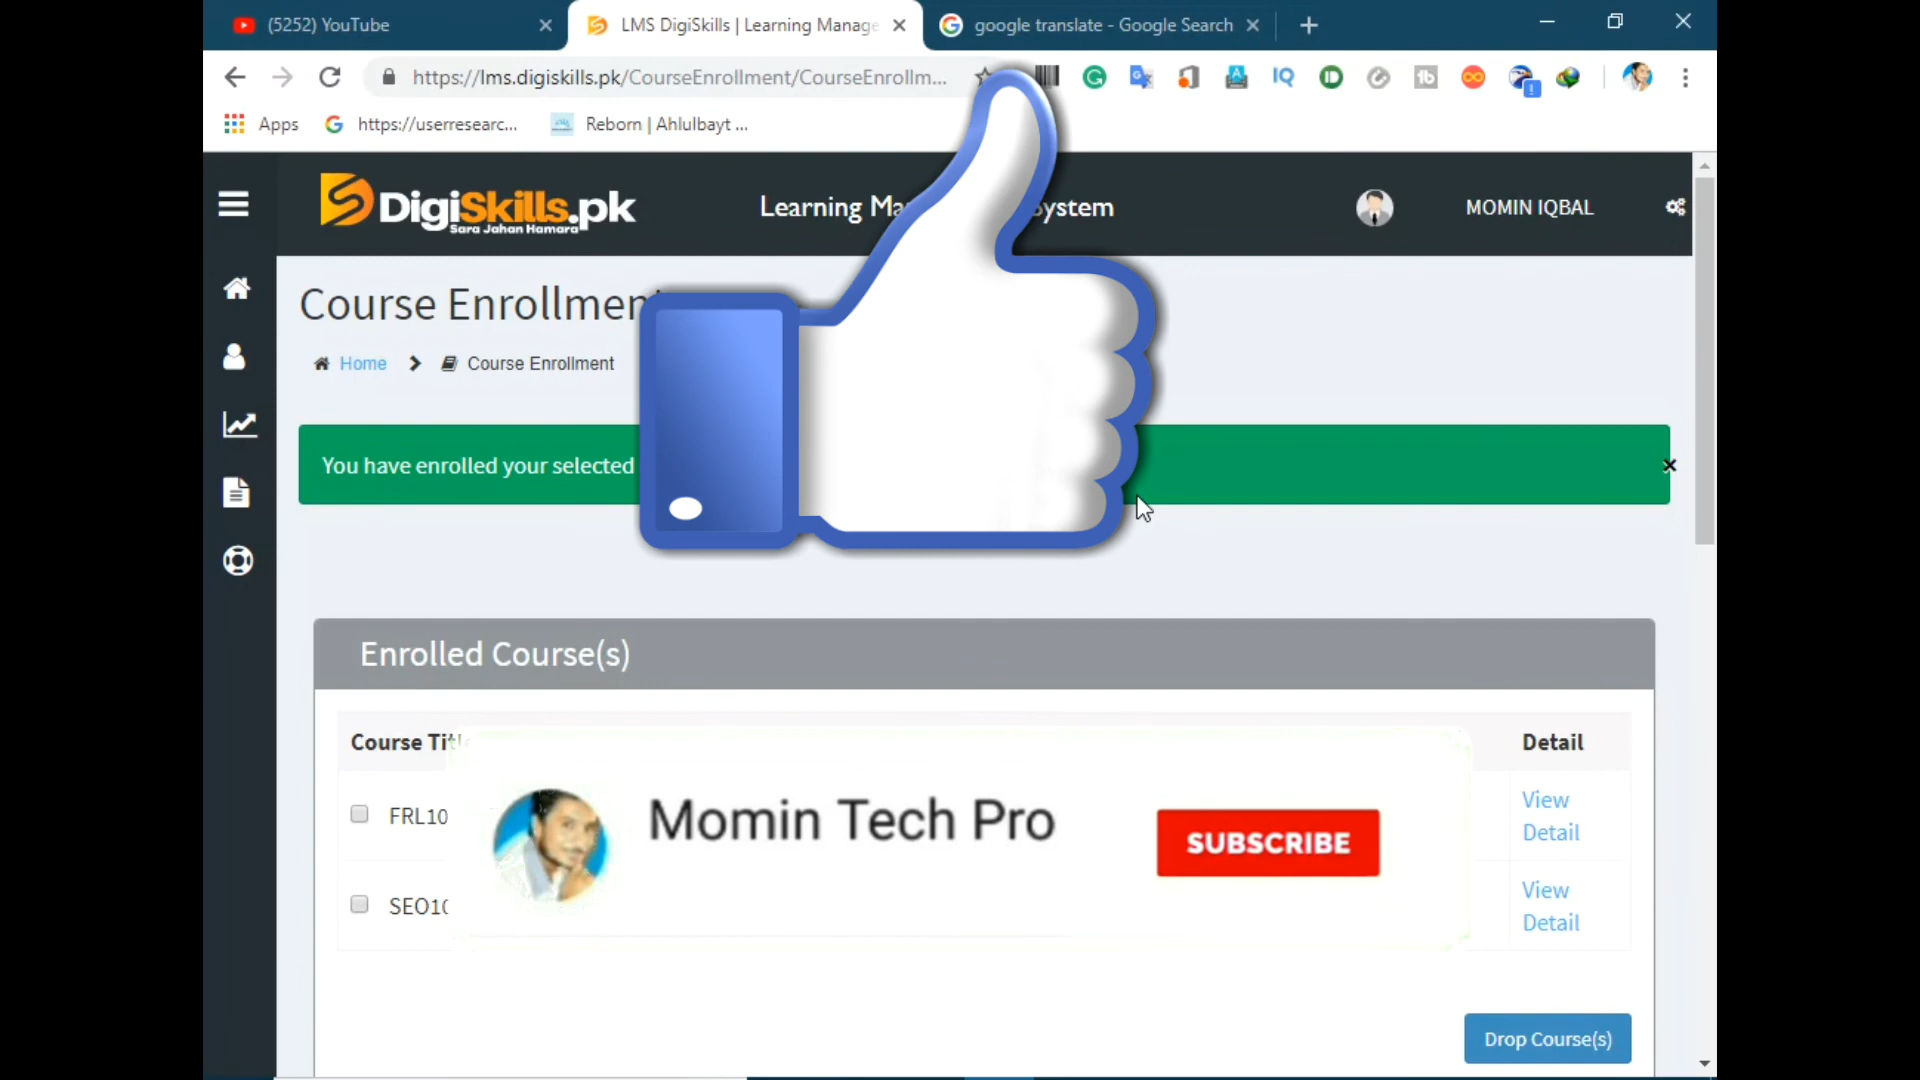 (5252) YouTube
LMS DigiSkills | Learning Manage
google translate - Google Search
https://lms.digiskills.pk/CourseEnrollment/CourseEnrollm...
Apps
https://userresearc...
Reborn | Ahlulbayt ...
DigiSkills.pk
Sara Jahan Hamara
Learning Ma ystem
MOMIN IQBAL
Course Enrollmen
Home
Course Enrollment
You have enrolled your selected
Enrolled Course(s)
Course Tit
Detail
FRL10
View
Detail
Momin Tech Pro
SUBSCRIBE
SEO10
View
Detail
Drop Course(s)